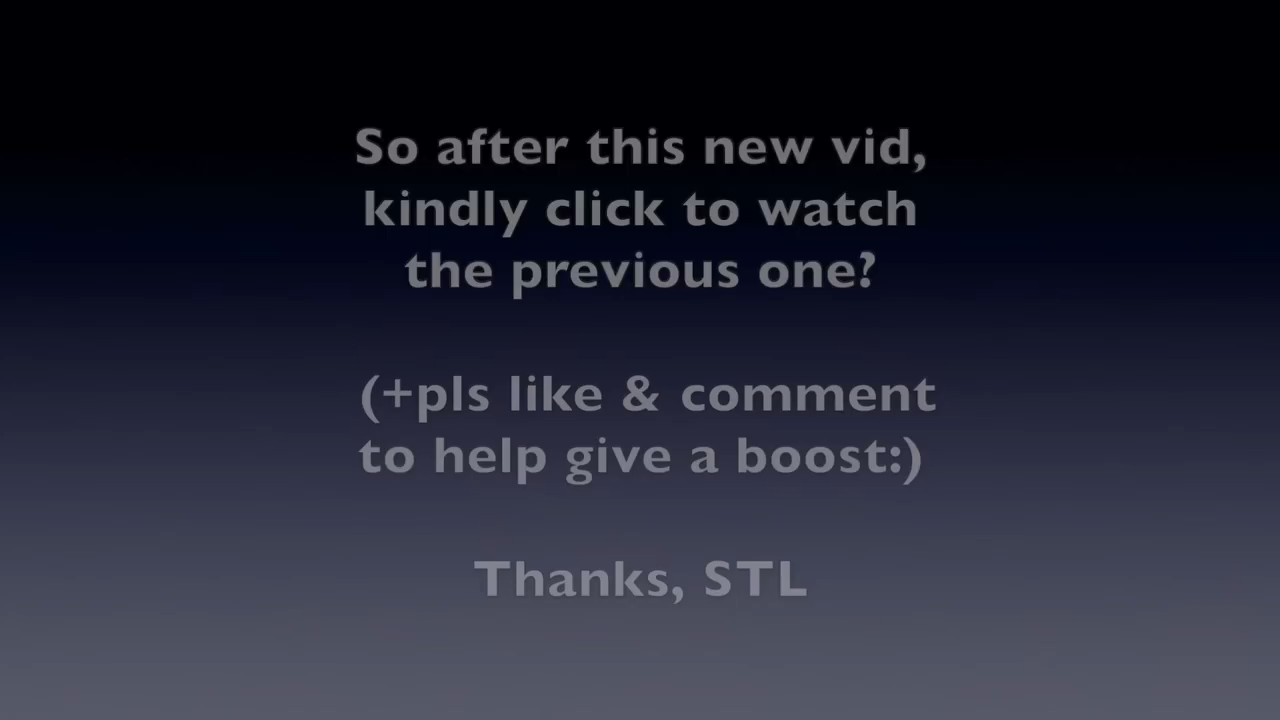 So after this new vid,
kindly click to watch
the previous one?
(+pls like & comment
to help give a boost:)
Thanks, STL